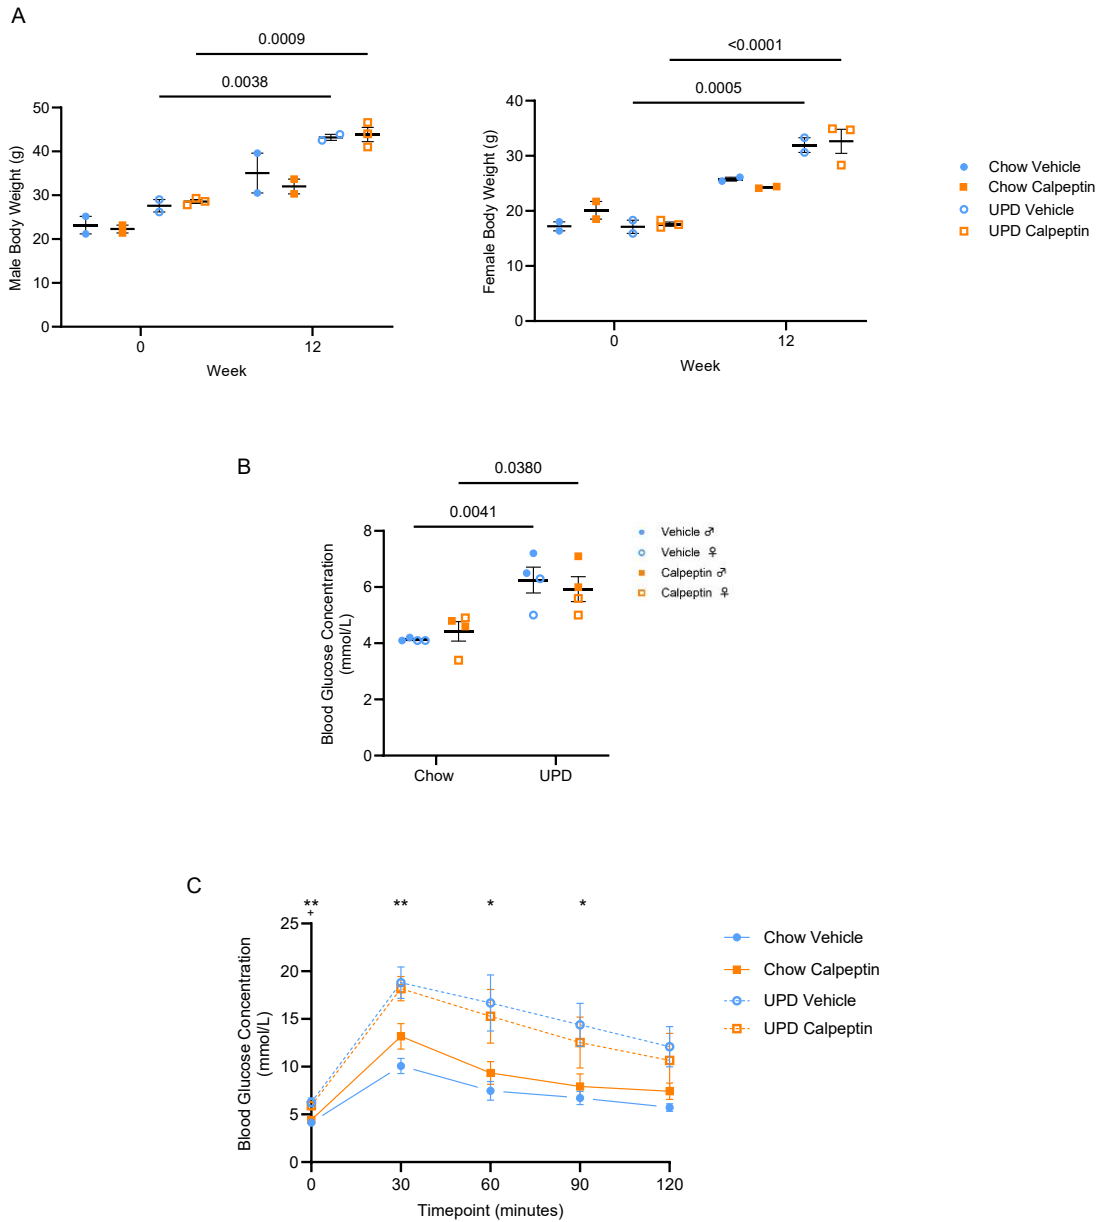 A
0.0009
0.0038
50
40
30
20
10
0
Male Body Weight (g)
0
12
Week
<0.0001
0.0005
40
30
20
10
0
Female Body Weight (g)
0
12
Week
Chow Vehicle
Chow Calpeptin
UPD Vehicle
UPD Calpeptin
B
0.0380
0.0041
8
6
4
2
0
Blood Glucose Concentration
(mmol/L)
Chow
UPD
Vehicle ♂
Vehicle ♀
Calpeptin ♂
Calpeptin ♀
C
** ** * *
+
25
20
15
10
5
0
Blood Glucose Concentration
(mmol/L)
0 30 60 90 120
Timepoint (minutes)
Chow Vehicle
Chow Calpeptin
UPD Vehicle
UPD Calpeptin